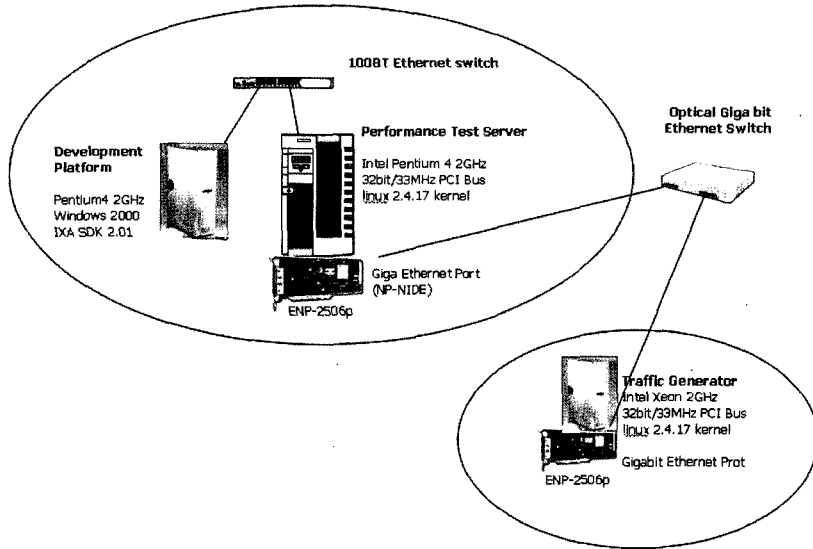 100BT Ethernet switch
Optical Giga bit
Ethernet Switch
Performance Test Server
Intel Pentium 4 2GHz
32bit/33MHz PCI Bus
linux 2.4.17 kernel
Development
Platform
Pentium4 2GHz
Windows 2000
IXA SDK 2.01
Giga Ethernet Port
(NP-NIDE)
ENP-2506p
Traffic Generator
Intel Xeon 2GHz
32bit/33MHz PCI Bus
linux 2.4.17 kernel
Gigabit Ethernet Prot
ENP-2506p